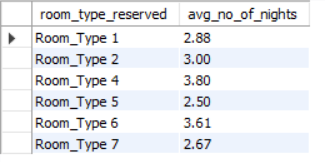 room_type_reserved avg_no_of_nights
Room_Type 1 2.88
Room_Type 2 3.00
Room_Type 4 3.80
Room_Type 5 2.50
Room_Type 6 3.61
Room_Type 7 2.67